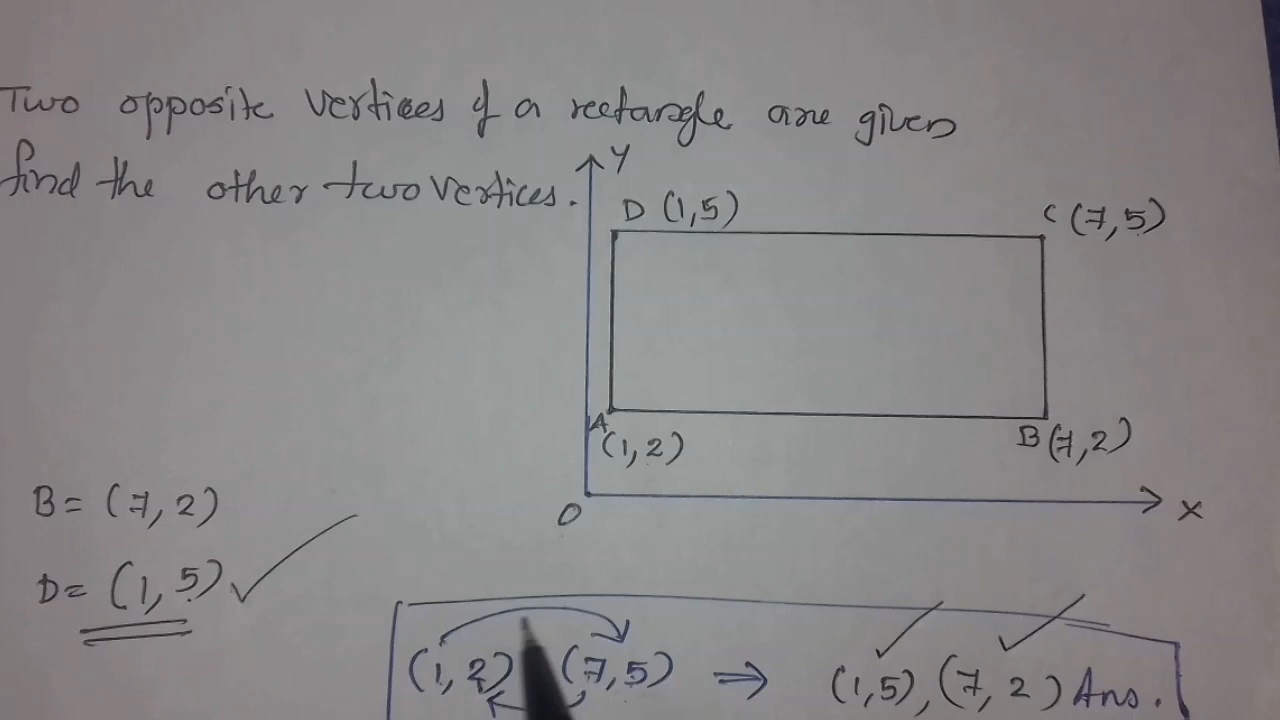 Two opposite vertices of a rectangle are given
find the other two vertices.
Y
D (1,5)
C (7,5)
A
(1,2)
B (7,2)
O
X
B = (7,2)
D = (1,5)
(1,2) (7,5) ⇒ (1,5), (7,2) Ans.